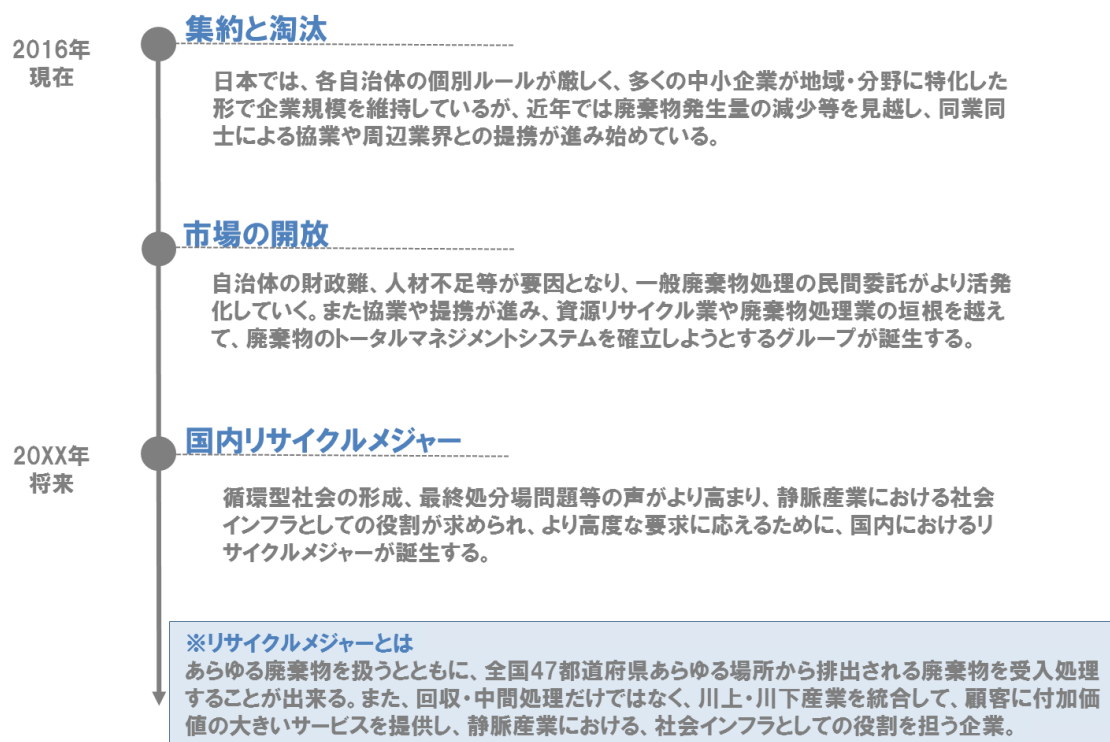 集約と淘汰
2016年
現在
日本では、各自治体の個別ルールが厳しく、多くの中小企業が地域・分野に特化した
形で企業規模を維持しているが、近年では廃棄物発生量の減少等を見越し、同業同
士による協業や周辺業界との提携が進み始めている。
市場の開放
自治体の財政難、人材不足等が要因となり、一般廃棄物処理の民間委託がより活発
化していく。また協業や提携が進み、資源リサイクル業や廃棄物処理業の垣根を越え
て、廃棄物のトータルマネジメントシステムを確立しようとするグループが誕生する。
国内リサイクルメジャー
20XX年
将来
循環型社会の形成、最終処分場問題等の声がより高まり、静脈産業における社会
インフラとしての役割が求められ、より高度な要求に応えるために、国内におけるリ
サイクルメジャーが誕生する。
※リサイクルメジャーとは
あらゆる廃棄物を扱うとともに、全国47都道府県あらゆる場所から排出される廃棄物を受入処理
することが出来る。また、回収・中間処理だけではなく、川上・川下産業を統合して、顧客に付加価
値の大きいサービスを提供し、静脈産業における、社会インフラとしての役割を担う企業。